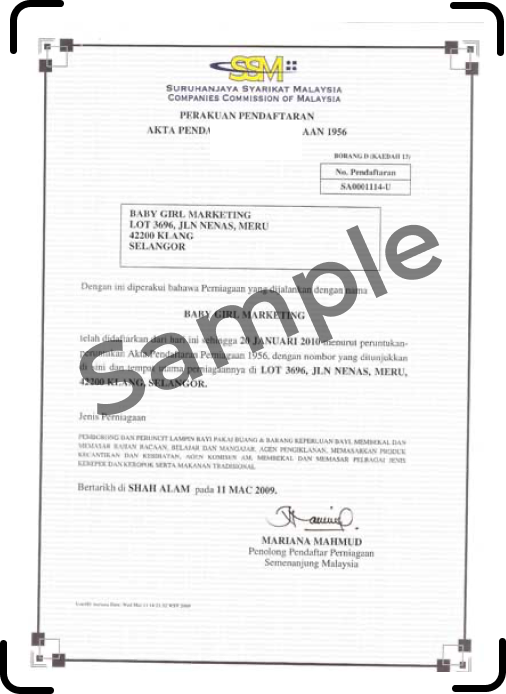 SSM
SURUHANJAYA SYARIKAT MALAYSIA
COMPANIES COMMISSION OF MALAYSIA
PERAKUAN PENDAFTARAN
AKTA PENDA AAN 1956
BORANG D (KAEDAH 13)
No. Pendaftaran
SA0001114-U
BABY GIRL MARKETING
LOT 3696, JLN NENAS, MERU
42200 KLANG
SELANGOR
Sample
Dengan ini diperakui bahawa Perniagaan yang dijalankan dengan nama
BABY GIRL MARKETING
telah didaftarkan dari hari ini sehingga 20 JANUARI 2010 menurut peruntukan-
peruntukan Akta Pendaftaran Perniagaan 1956, dengan nombor yang ditunjukkan
di sini dan tempat utama perniagaannya di LOT 3696, JLN NENAS, MERU,
42200 KLANG, SELANGOR.
Jenis Perniagaan
PEMBORONG DAN PERUNCIT LAMPIN BAYI PAKAI BUANG & BARANG KEPERLUAN BAYI, MEMBEKAL DAN
MEMASAR BAHAN BACAAN, BELAJAR DAN MANGAJAR, AGEN PENGIKLANAN, MEMASARKAN PRODUK
KECANTIKAN DAN KESIHATAN, AGEN KOMISEN AM, MEMBEKAL DAN MEMASAR PELBAGAI JENIS
KEREPEK DAN KEROPOK SERTA MAKANAN TRADISIONAL.
Bertarikh di SHAH ALAM pada 11 MAC 2009.
MARIANA MAHMUD
Penolong Pendaftar Perniagaan
Semenanjung Malaysia